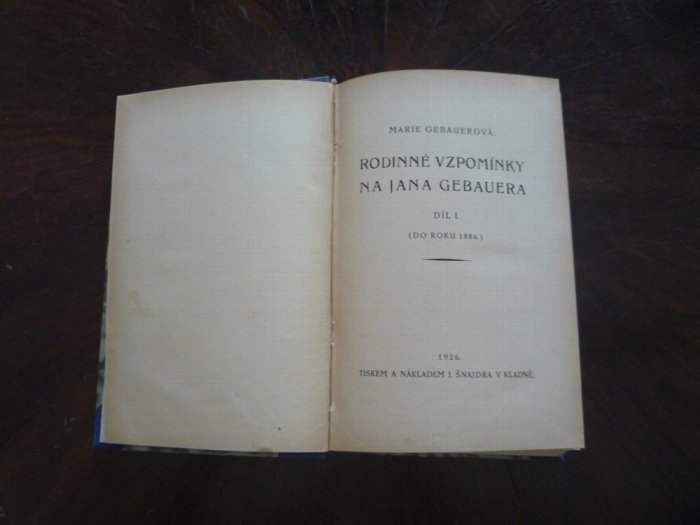 MARIE GEBAUEROVÁ:
RODINNÉ VZPOMÍNKY
NA JANA GEBAUERA
DÍL I.
(DO ROKU 1886.)
1926.
TISKEM A NÁKLADEM J. ŠNAJDRA V KLADNĚ.